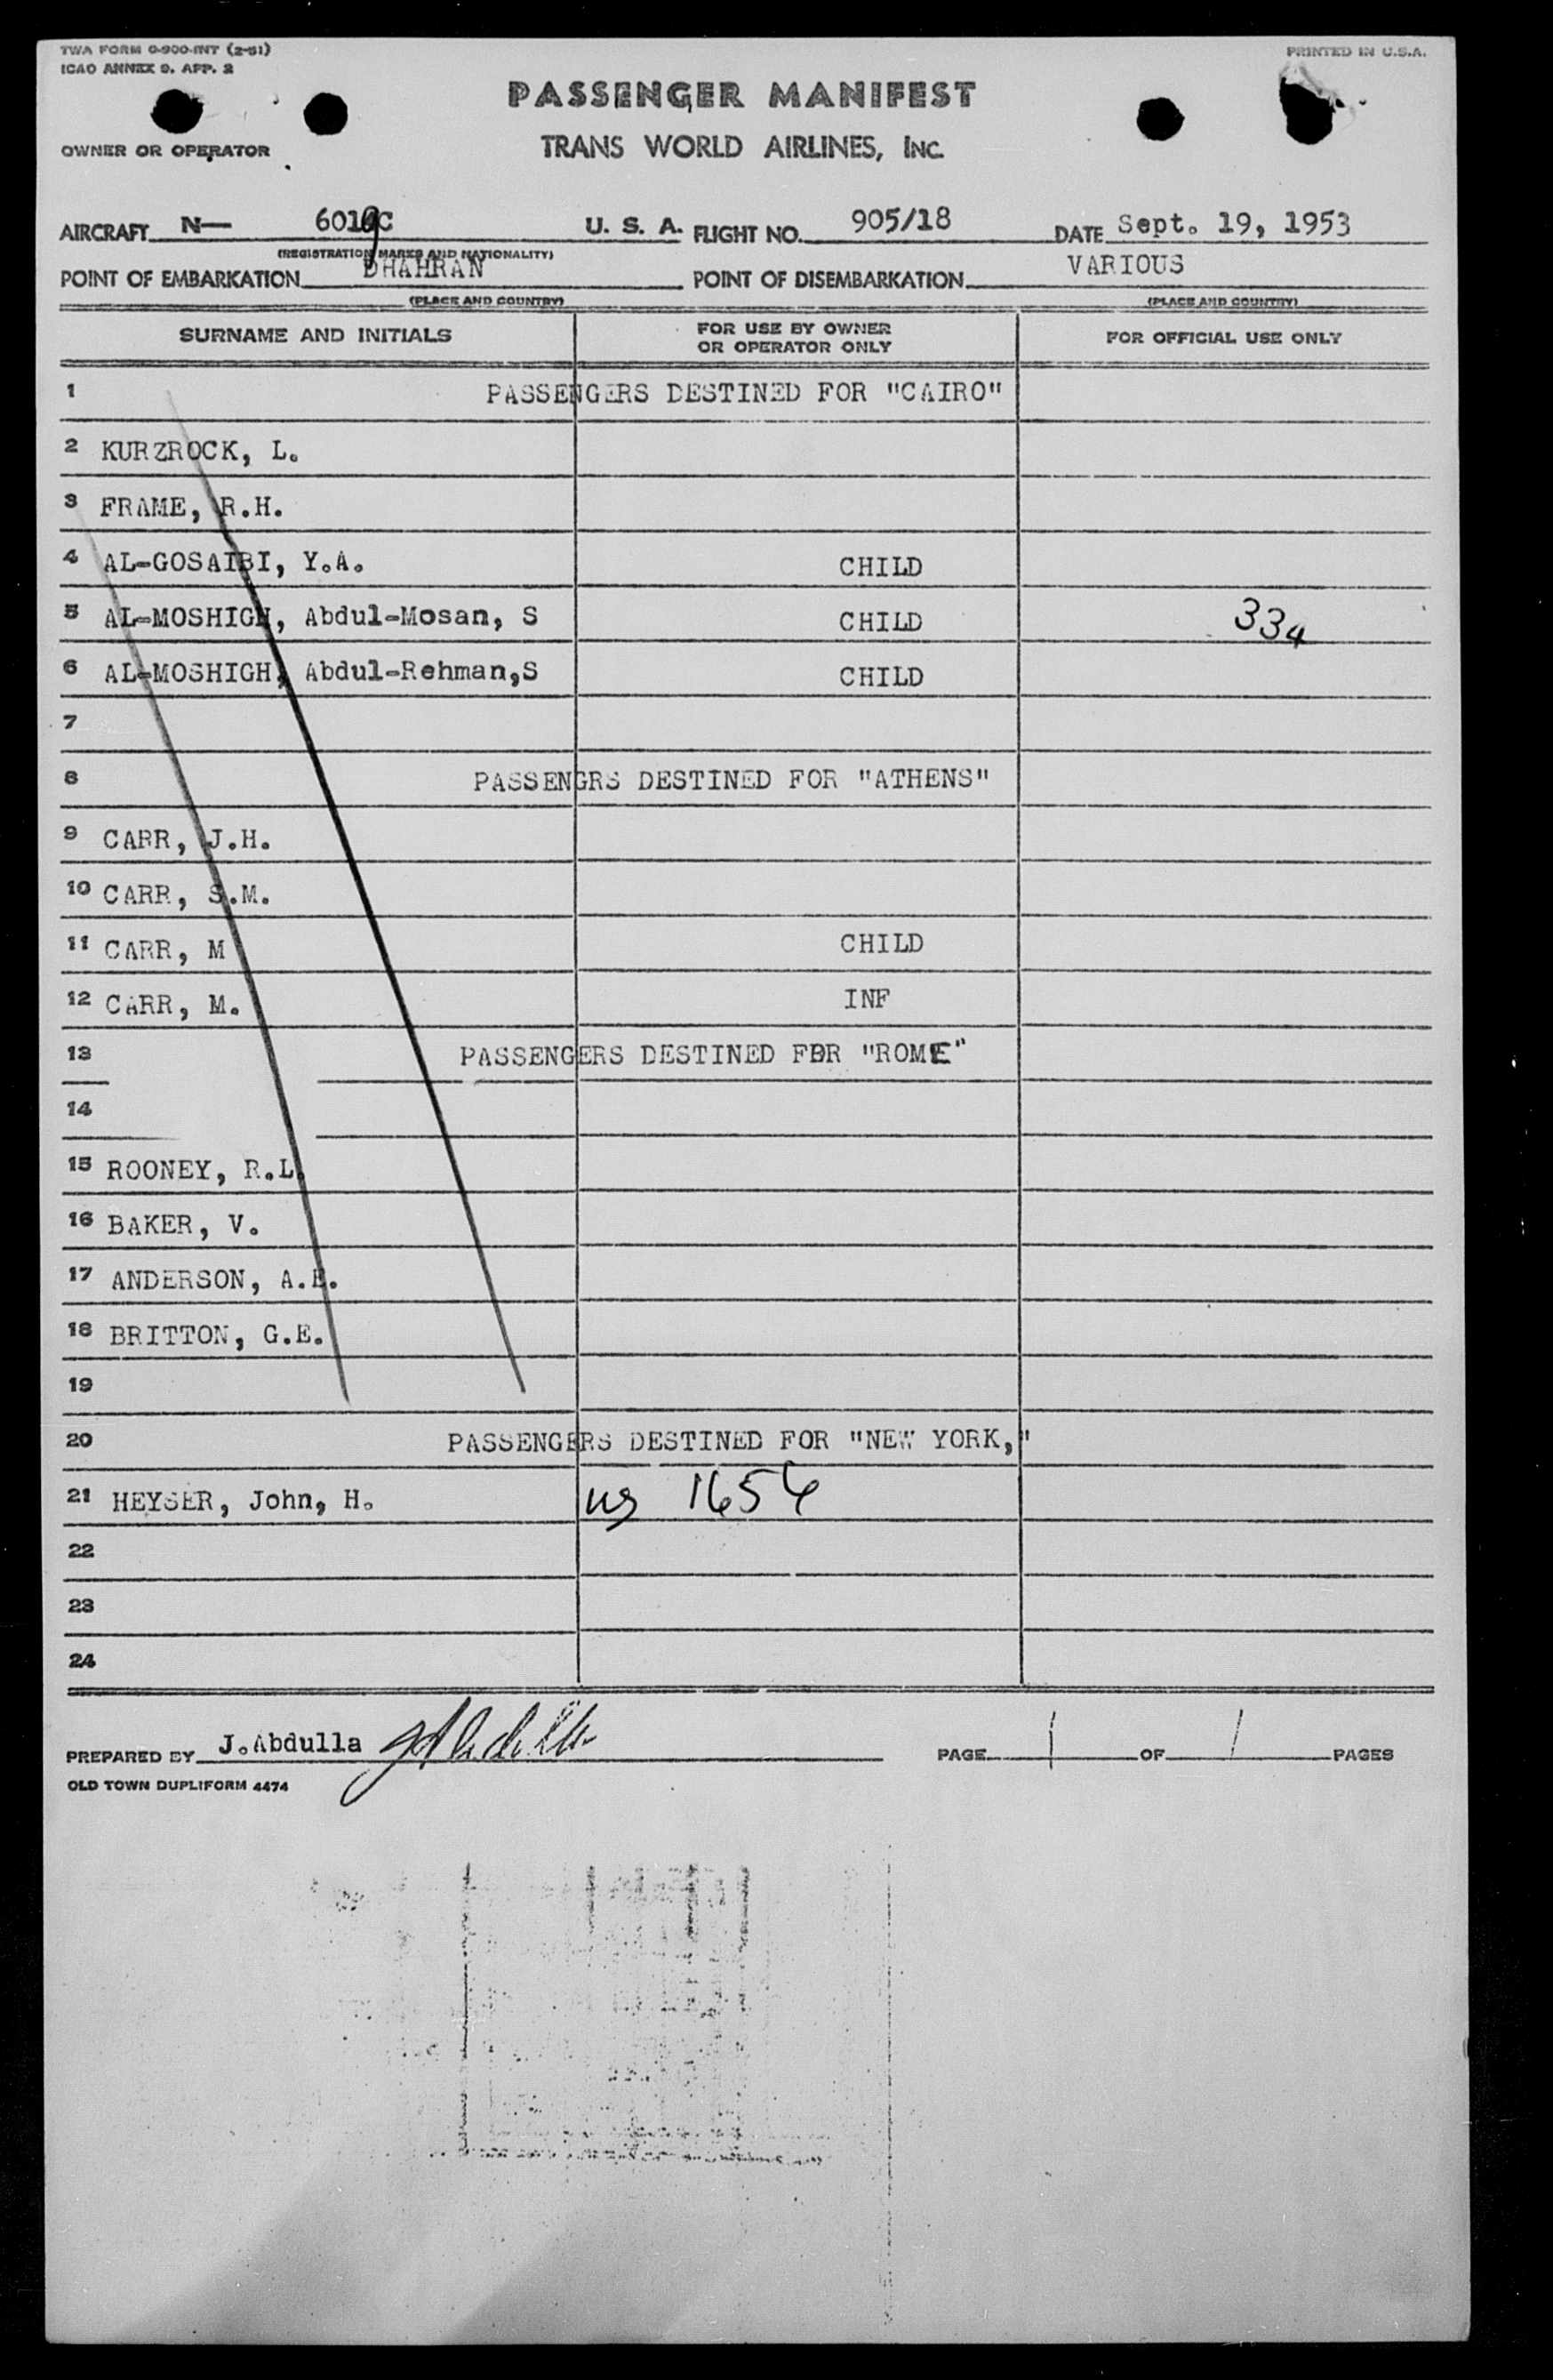 TWA FORM O-900-INT (2-51)
PRINTED IN U.S.A.
ICAO ANNEX 9. APP. 2
PASSENGER MANIFEST
OWNER OR OPERATOR
TRANS WORLD AIRLINES, INC.
AIRCRAFT N— 6019C U. S. A. FLIGHT NO. 905/18 DATE Sept. 19, 1953
(REGISTRATION MARKS AND NATIONALITY)
POINT OF EMBARKATION DHAHRAN POINT OF DISEMBARKATION VARIOUS
(PLACE AND COUNTRY) (PLACE AND COUNTRY)
SURNAME AND INITIALS FOR USE BY OWNER OR OPERATOR ONLY FOR OFFICIAL USE ONLY
1 PASSENGERS DESTINED FOR "CAIRO"
2 KURZROCK, L.
3 FRAME, R.H.
4 AL-GOSAIBI, Y.A. CHILD
5 AL-MOSHIGH, Abdul-Mosan, S CHILD 334
6 AL-MOSHIGH, Abdul-Rehman,S CHILD
7
8 PASSENGRS DESTINED FOR "ATHENS"
9 CARR, J.H.
10 CARR, S.M.
11 CARR, M CHILD
12 CARR, M. INF
13 PASSENGERS DESTINED FOR "ROME"
14
15 ROONEY, R.L.
16 BAKER, V.
17 ANDERSON, A.E.
18 BRITTON, G.E.
19
20 PASSENGERS DESTINED FOR "NEW YORK,"
21 HEYSER, John, H. us 1656
22
23
24
PREPARED BY J.Abdulla JAbdulla PAGE 1 OF 1 PAGES
OLD TOWN DUPLIFORM 4474